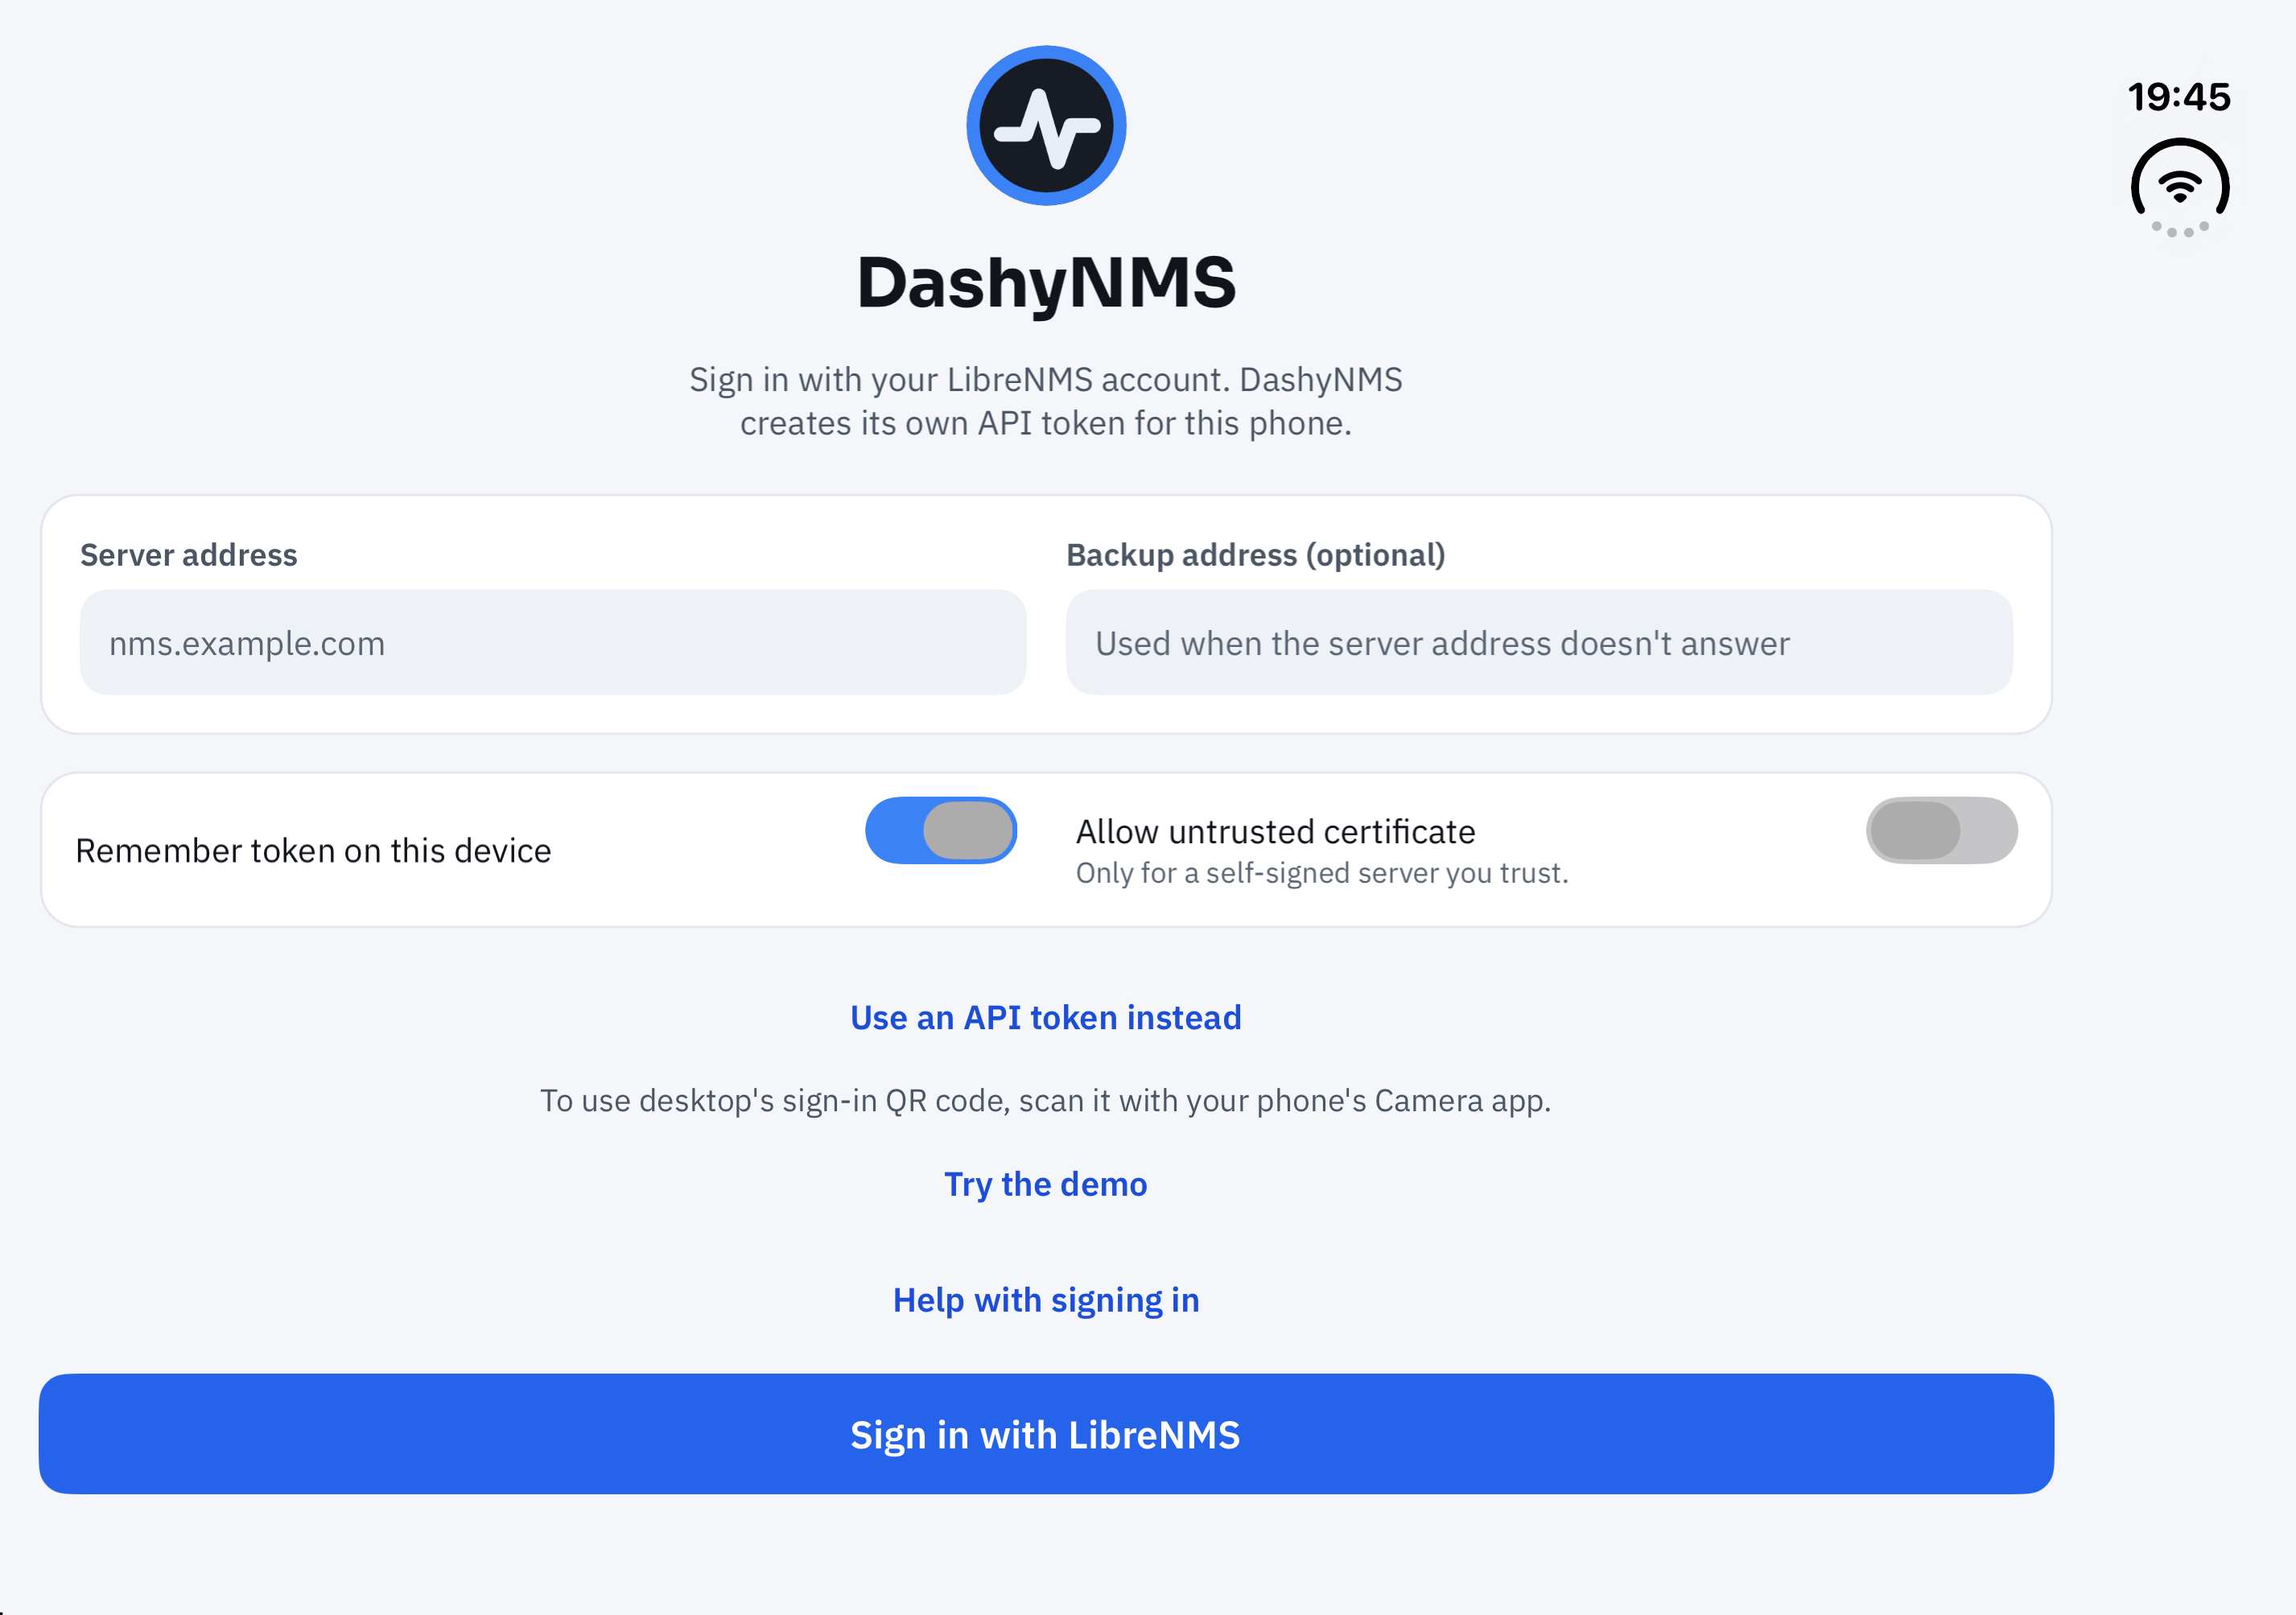 19:45
DashyNMS
Sign in with your LibreNMS account. DashyNMS
creates its own API token for this phone.
Server address
nms.example.com
Backup address (optional)
Used when the server address doesn't answer
Remember token on this device
Allow untrusted certificate
Only for a self-signed server you trust.
Use an API token instead
To use desktop's sign-in QR code, scan it with your phone's Camera app.
Try the demo
Help with signing in
Sign in with LibreNMS